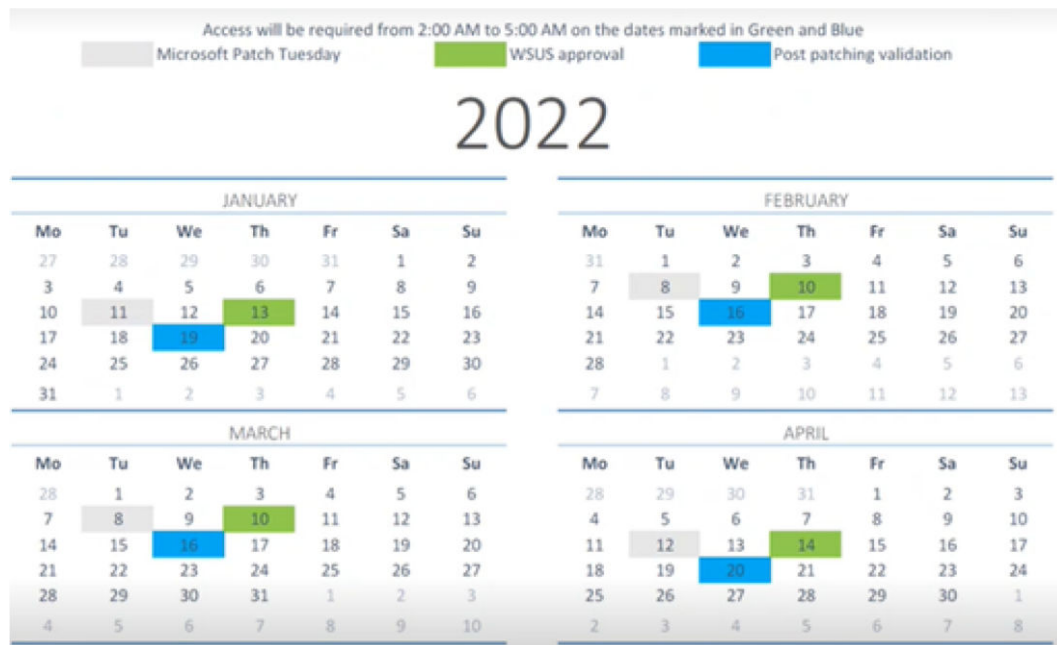 Access will be required from 2:00 AM to 5:00 AM on the dates marked in Green and Blue
Microsoft Patch Tuesday WSUS approval Post patching validation
2022
JANUARY
Mo Tu We Th Fr Sa Su
27 28 29 30 31 1 2
3 4 5 6 7 8 9
10 11 12 13 14 15 16
17 18 19 20 21 22 23
24 25 26 27 28 29 30
31 1 2 3 4 5 6
FEBRUARY
Mo Tu We Th Fr Sa Su
31 1 2 3 4 5 6
7 8 9 10 11 12 13
14 15 16 17 18 19 20
21 22 23 24 25 26 27
28 1 2 3 4 5 6
7 8 9 10 11 12 13
MARCH
Mo Tu We Th Fr Sa Su
28 1 2 3 4 5 6
7 8 9 10 11 12 13
14 15 16 17 18 19 20
21 22 23 24 25 26 27
28 29 30 31 1 2 3
4 5 6 7 8 9 10
APRIL
Mo Tu We Th Fr Sa Su
28 29 30 31 1 2 3
4 5 6 7 8 9 10
11 12 13 14 15 16 17
18 19 20 21 22 23 24
25 26 27 28 29 30 1
2 3 4 5 6 7 8